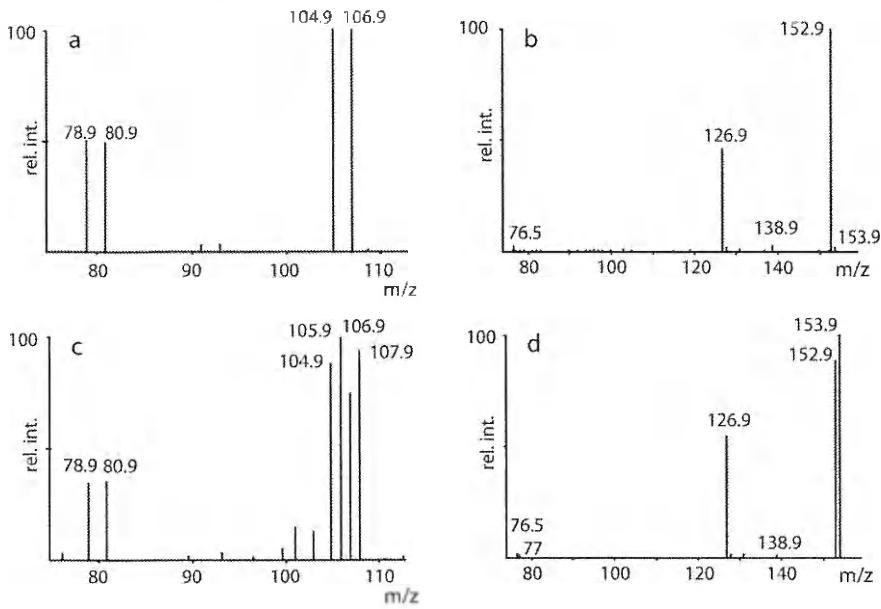 a
100
rel. int.
78.9 80.9
104.9 106.9
80 90 100 110
m/z
b
100
rel. int.
76.5
126.9
138.9
152.9
153.9
80 100 120 140 m/z
c
100
rel. int.
78.9 80.9
104.9
105.9 106.9
107.9
80 90 100 110
m/z
d
100
rel. int.
76.5
77
126.9
138.9
153.9
152.9
80 100 120 140 m/z